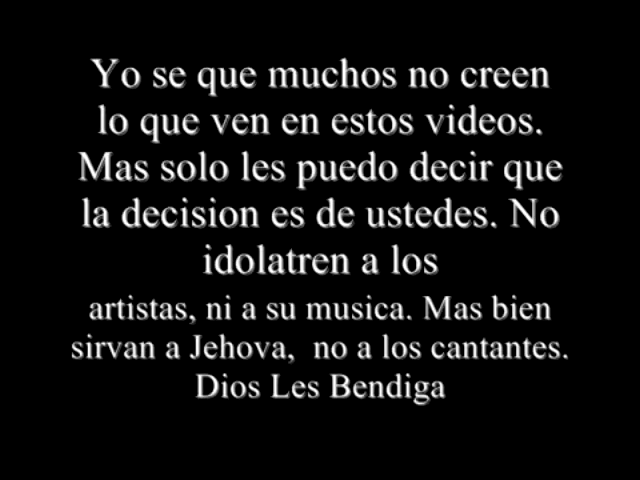 Yo se que muchos no creen
lo que ven en estos videos.
Mas solo les puedo decir que
la decision es de ustedes. No
idolatren a los
artistas, ni a su musica. Mas bien
sirvan a Jehova,  no a los cantantes.
Dios Les Bendiga